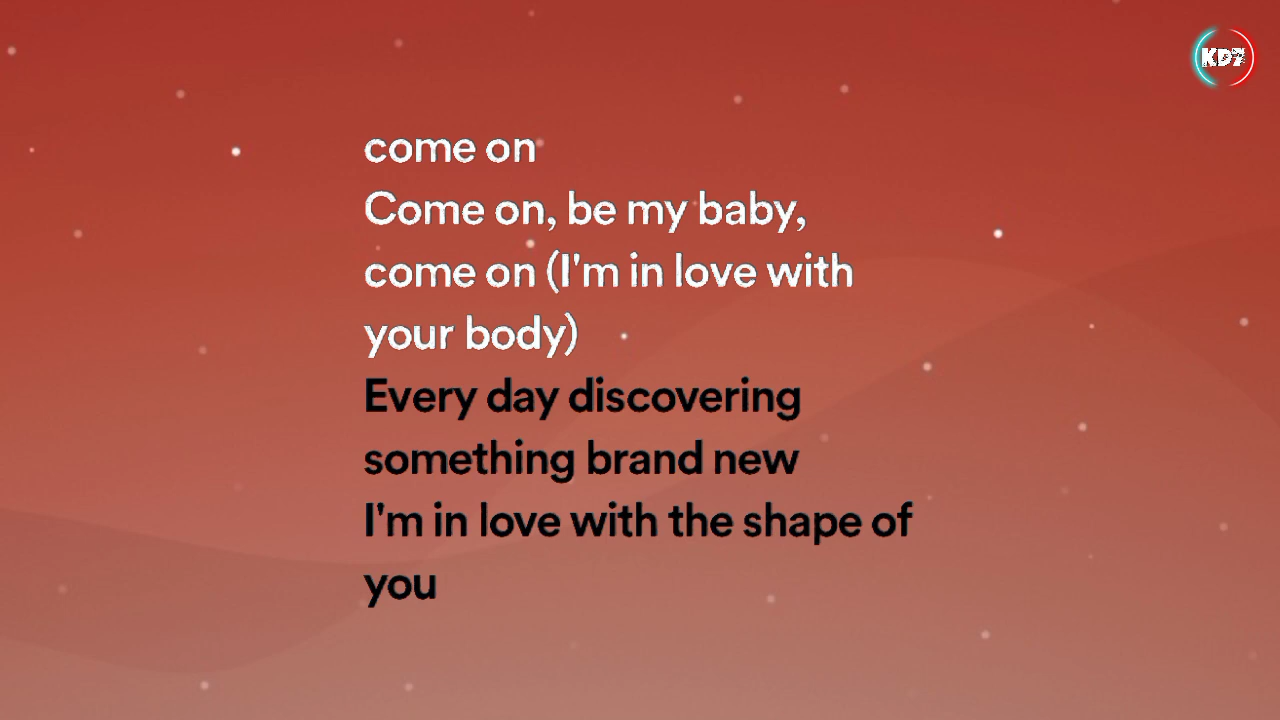 KD7
come on
Come on, be my baby,
come on (I'm in love with
your body)
Every day discovering
something brand new
I'm in love with the shape of
you